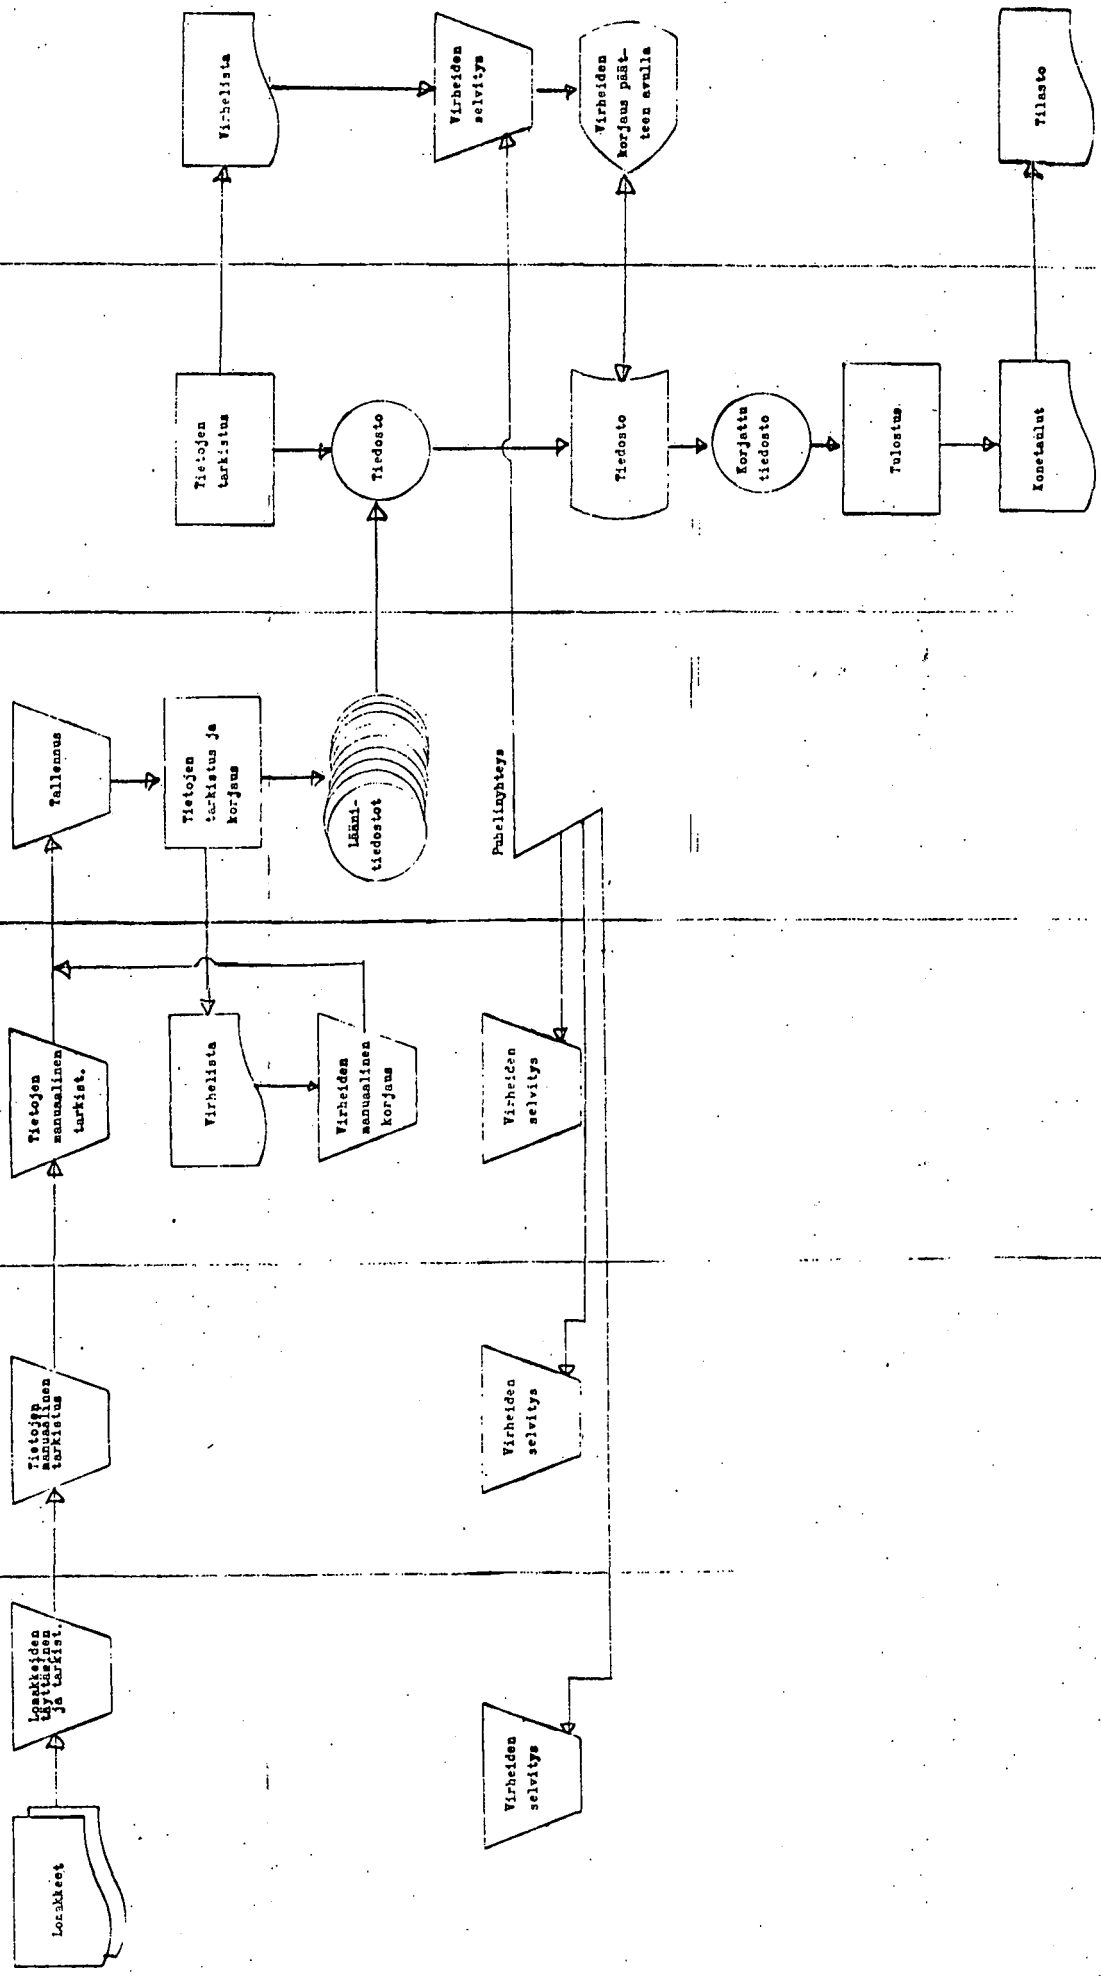 Lomakkeet
Lomakkeiden
täyttäminen
ja tarkist.
Tietojen
manuaalinen
tarkistus
Tietojen
manuaalinen
tarkist.
Tallennus
Virhelista
Tietojen
tarkistus ja
korjaus
Tietojen
tarkistus
Virhelista
Virheiden
manuaalinen
korjaus
Lääni-
tiedostot
Tiedosto
Virheiden
selvitys
Virheiden
selvitys
Virheiden
selvitys
Virheiden
selvitys
Puhelinyhteys
Tiedosto
Virheiden
korjaus päät-
teen avulla
Korjattu
tiedosto
Tulostus
Konetaulut
Tilasto